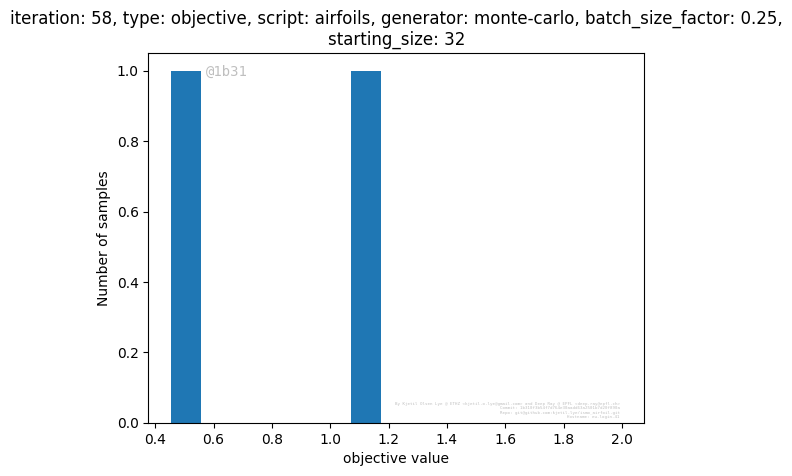 iteration: 58, type: objective, script: airfoils, generator: monte-carlo, batch_size_factor: 0.25,
starting_size: 32
@1b31
1.0
0.8
0.6
0.4
0.2
0.0
Number of samples
0.4 0.6 0.8 1.0 1.2 1.4 1.6 1.8 2.0
objective value